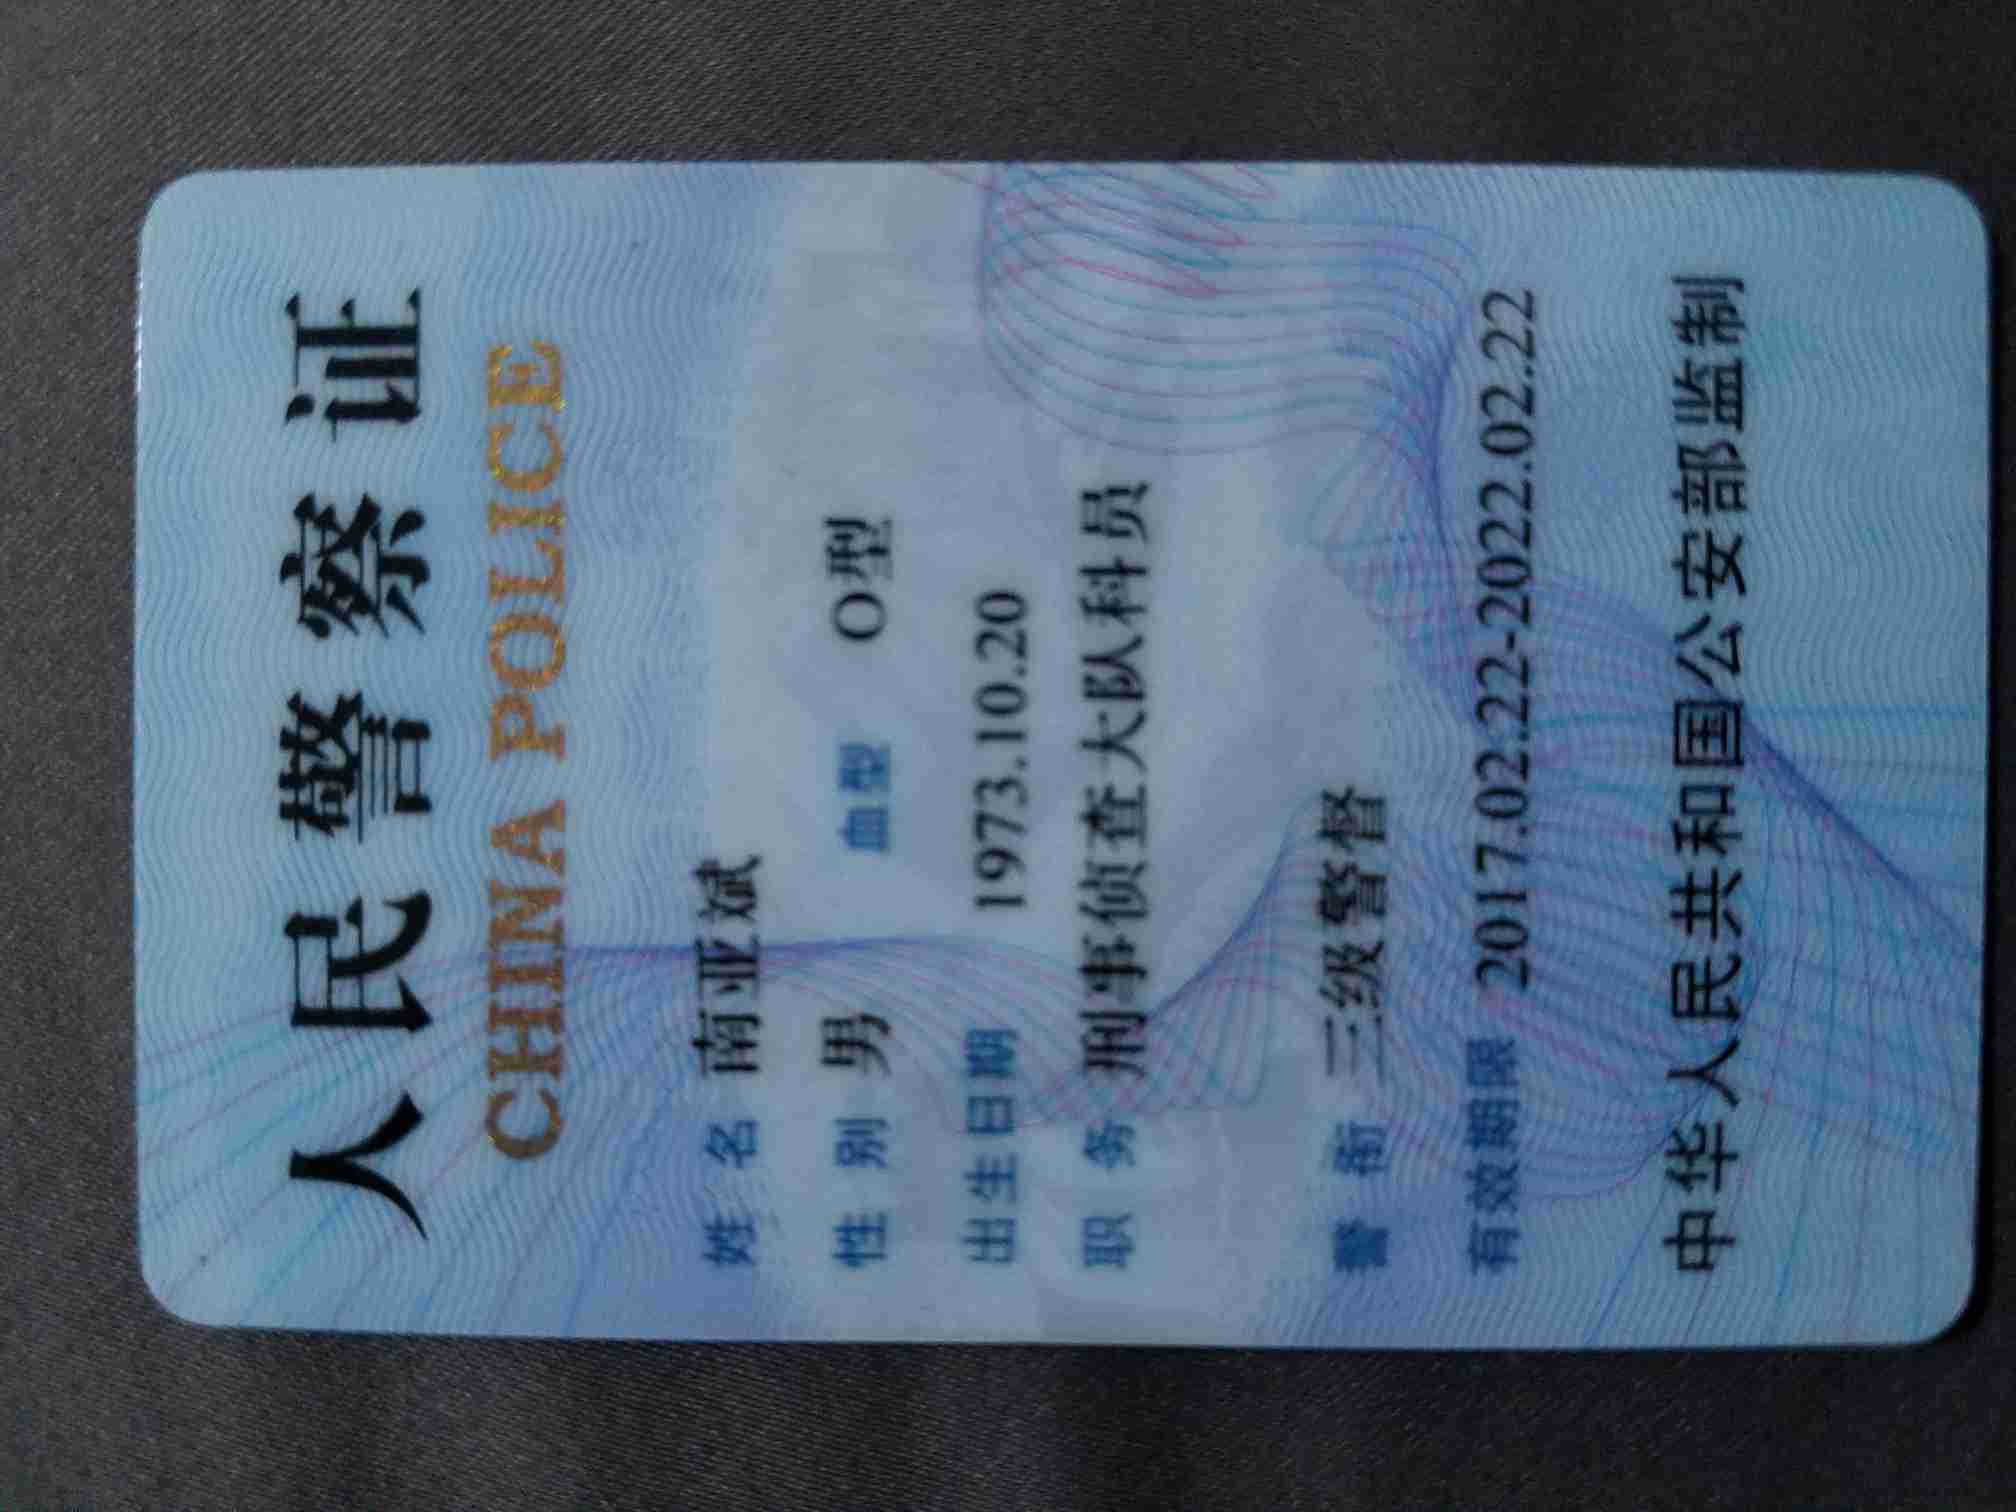 人民警察证
CHINA POLICE
姓 名 南亚斌
性 别 男 血型 O型
出生日期 1973.10.20
职 务 刑事侦查大队科员
警 衔 三级警督
有效期限 2017.02.22-2022.02.22
中华人民共和国公安部监制